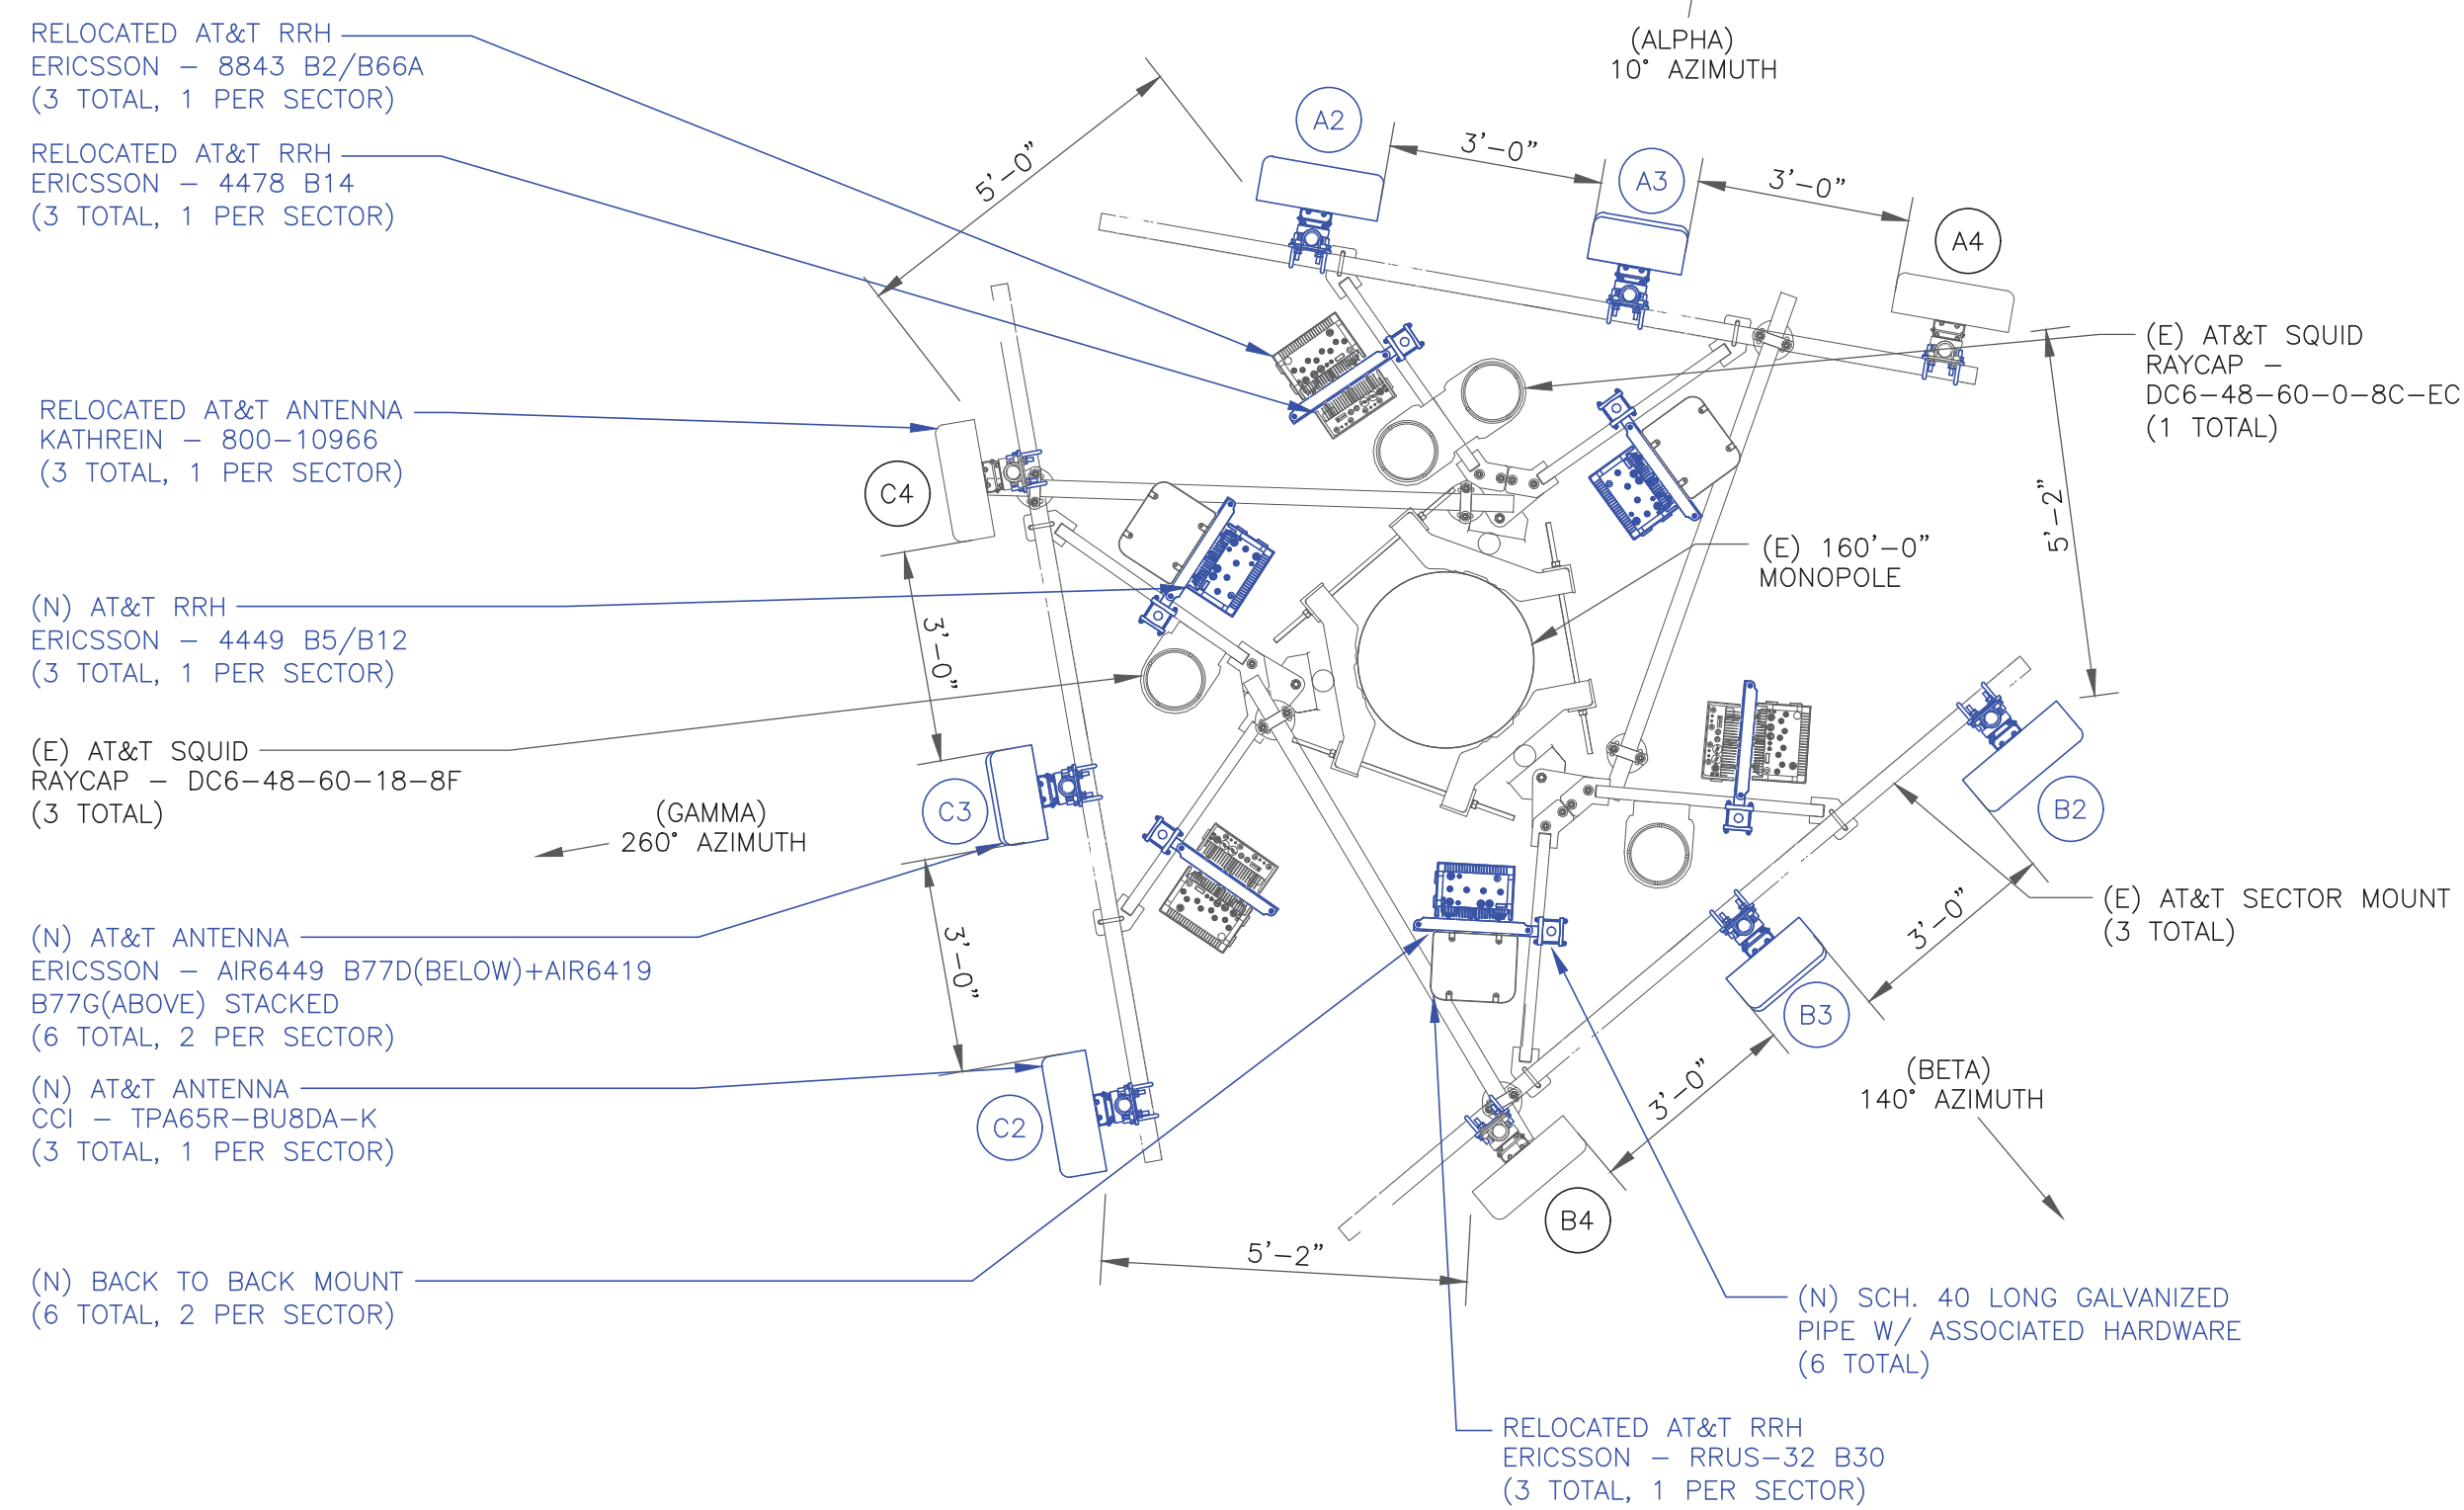 RELOCATED AT&T RRH
ERICSSON – 8843 B2/B66A
(3 TOTAL, 1 PER SECTOR)
RELOCATED AT&T RRH
ERICSSON – 4478 B14
(3 TOTAL, 1 PER SECTOR)
RELOCATED AT&T ANTENNA
KATHREIN – 800–10966
(3 TOTAL, 1 PER SECTOR)
(N) AT&T RRH
ERICSSON – 4449 B5/B12
(3 TOTAL, 1 PER SECTOR)
(E) AT&T SQUID
RAYCAP – DC6–48–60–18–8F
(3 TOTAL)
(GAMMA)
260° AZIMUTH
(N) AT&T ANTENNA
ERICSSON – AIR6449 B77D(BELOW)+AIR6419
B77G(ABOVE) STACKED
(6 TOTAL, 2 PER SECTOR)
(N) AT&T ANTENNA
CCI – TPA65R–BU8DA–K
(3 TOTAL, 1 PER SECTOR)
(N) BACK TO BACK MOUNT
(6 TOTAL, 2 PER SECTOR)
(ALPHA)
10° AZIMUTH
5'–0"
A2
3'–0"
A3
3'–0"
A4
(E) AT&T SQUID
RAYCAP –
DC6–48–60–0–8C–EC
(1 TOTAL)
C4
5'–2"
(E) 160'–0"
MONOPOLE
3'–0"
C3
B2
3'–0"
(E) AT&T SECTOR MOUNT
(3 TOTAL)
3'–0"
B3
C2
3'–0"
(BETA)
140° AZIMUTH
B4
5'–2"
(N) SCH. 40 LONG GALVANIZED
PIPE W/ ASSOCIATED HARDWARE
(6 TOTAL)
RELOCATED AT&T RRH
ERICSSON – RRUS–32 B30
(3 TOTAL, 1 PER SECTOR)